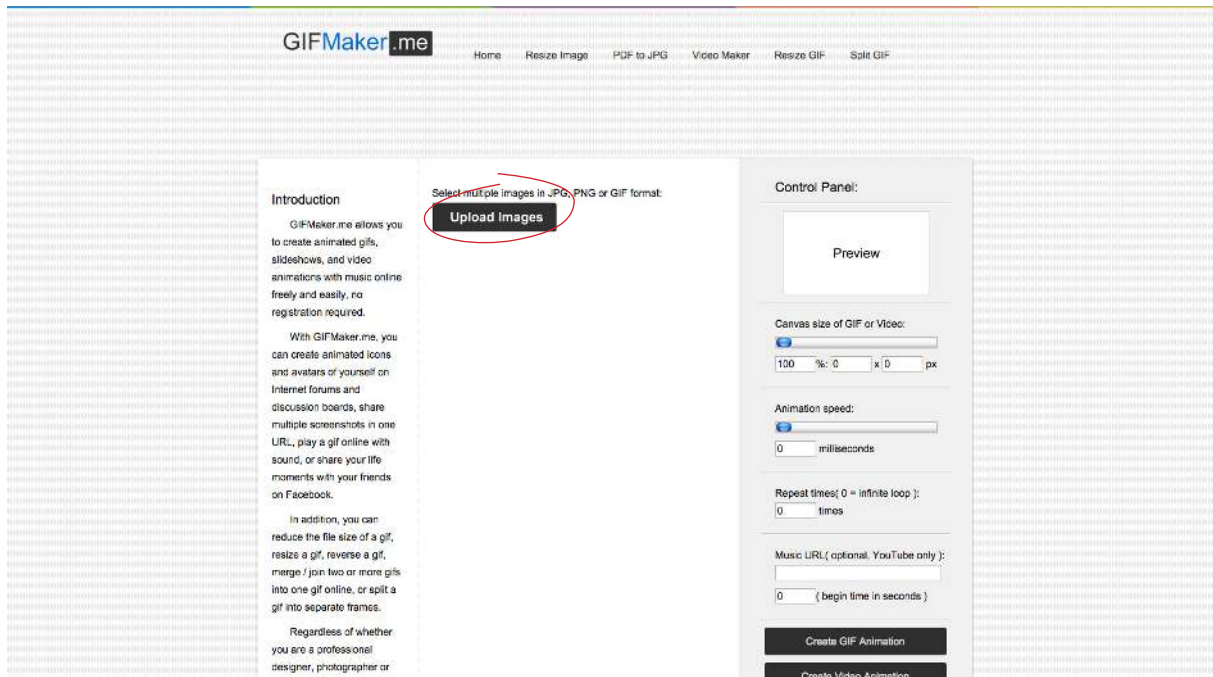 GIFMaker.me
Home Resize Image PDF to JPG Video Maker Resize GIF Split GIF
Introduction
GIFMaker.me allows you
to create animated gifs,
slideshows, and video
animations with music online
freely and easily, no
registration required.
With GIFMaker.me, you
can create animated icons
and avatars of yourself on
Internet forums and
discussion boards, share
multiple screenshots in one
URL, play a gif online with
sound, or share your life
moments with your friends
on Facebook.
In addition, you can
reduce the file size of a gif,
resize a gif, reverse a gif,
merge / join two or more gifs
into one gif online, or split a
gif into separate frames.
Regardless of whether
you are a professional
designer, photographer or
Select multiple images in JPG, PNG or GIF format:
Upload Images
Control Panel:
Preview
Canvas size of GIF or Video:
100 %: 0 x 0 px
Animation speed:
0 milliseconds
Repeat times( 0 = infinite loop ):
0 times
Music URL( optional, YouTube only ):
0 ( begin time in seconds )
Create GIF Animation
Create Video Animation